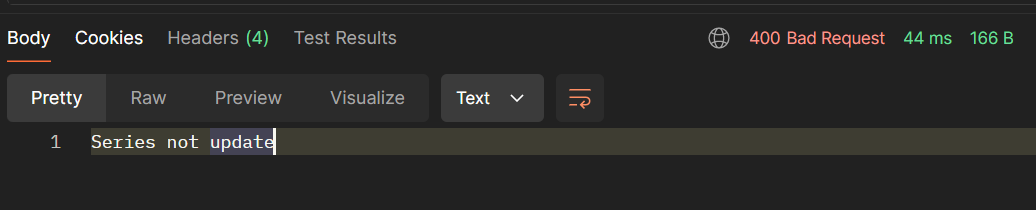 Body Cookies Headers (4) Test Results 400 Bad Request 44 ms 166 B
Pretty Raw Preview Visualize Text
1 Series not update